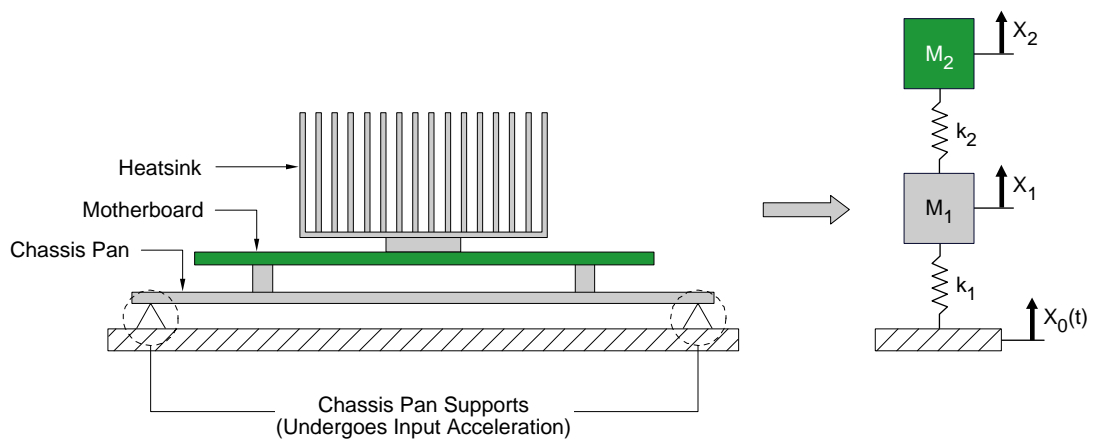 Heatsink
Motherboard
Chassis Pan
Chassis Pan Supports
(Undergoes Input Acceleration)
M2
X2
k2
M1
X1
k1
X0(t)